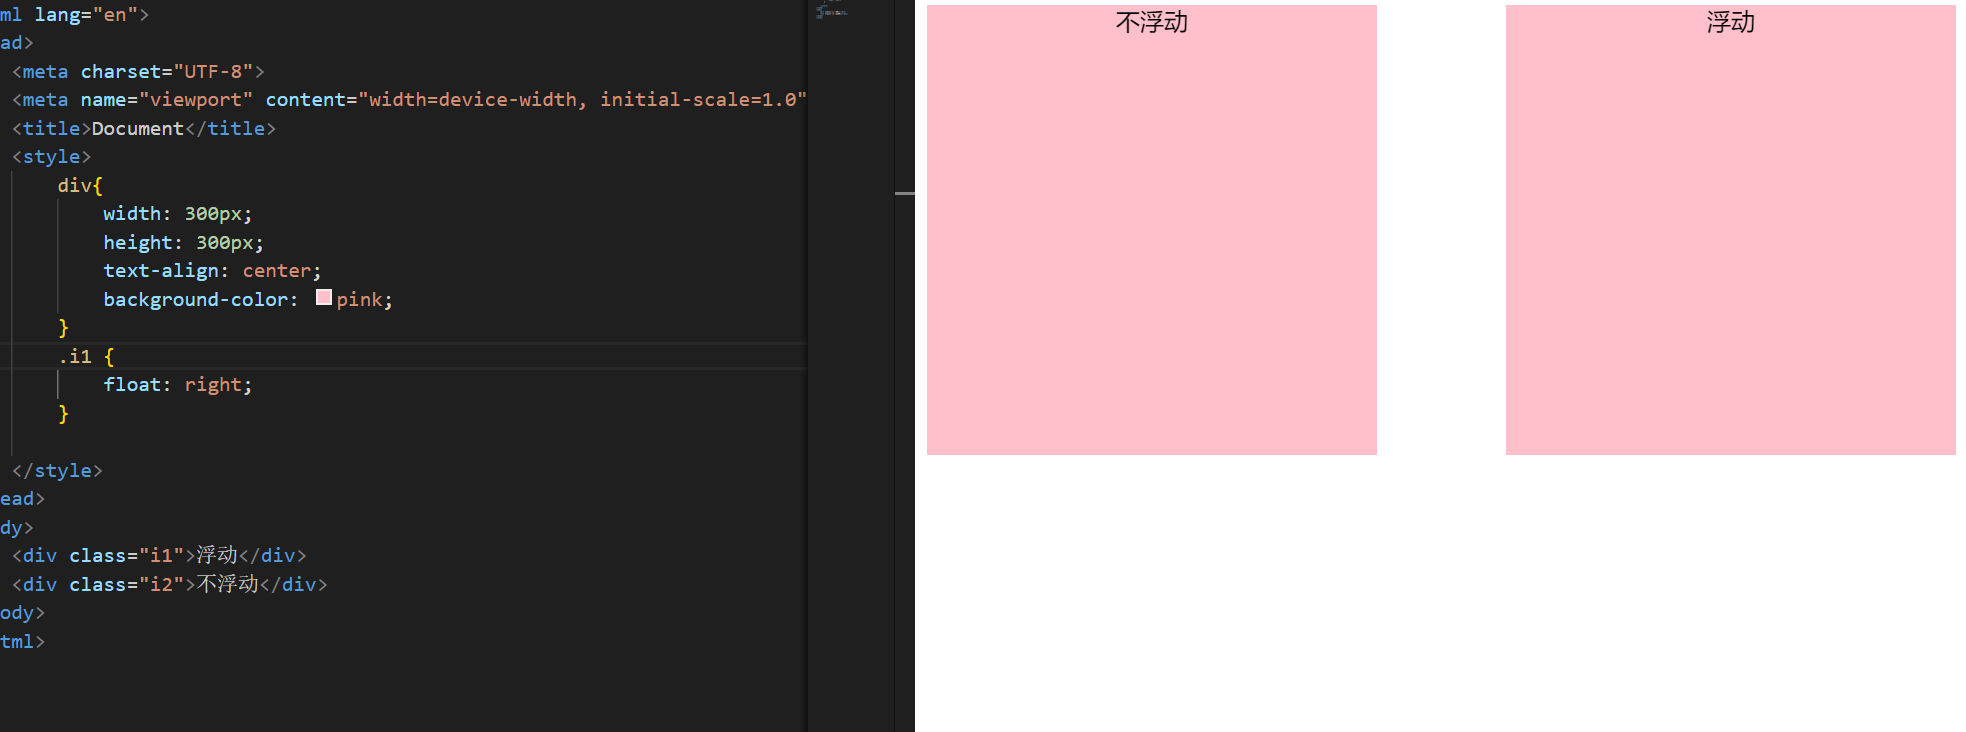 ml lang="en">
ad>
<meta charset="UTF-8">
<meta name="viewport" content="width=device-width, initial-scale=1.0"
<title>Document</title>
<style>
div{
width: 300px;
height: 300px;
text-align: center;
background-color: pink;
}
.i1 {
float: right;
}
</style>
ead>
dy>
<div class="i1">浮动</div>
<div class="i2">不浮动</div>
ody>
tml>
不浮动
浮动